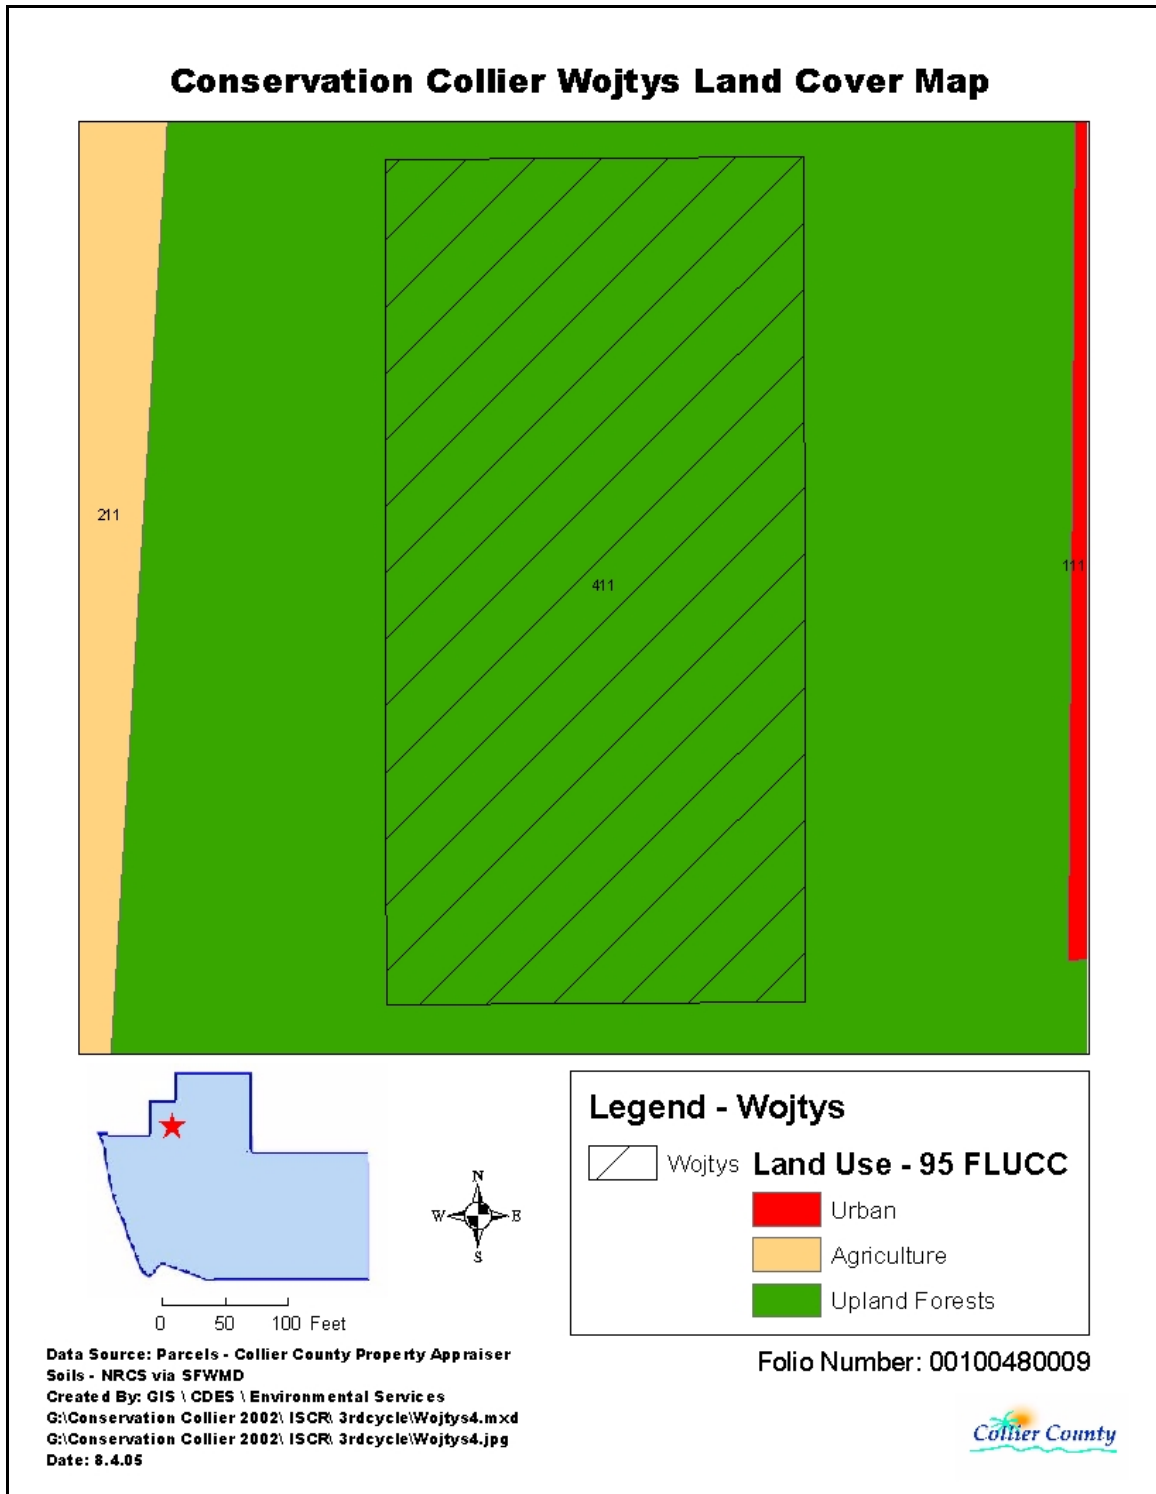 Conservation Collier Wojtys Land Cover Map
211
411
111
Legend - Wojtys
Wojtys
Land Use - 95 FLUCC
Urban
Agriculture
Upland Forests
N
W E
S
0 50 100 Feet
Data Source: Parcels - Collier County Property Appraiser
Soils - NRCS via SFWMD
Created By: GIS \ CDES \ Environmental Services
G:\Conservation Collier 2002\ ISCR\ 3rdcycle\Wojtys4.mxd
G:\Conservation Collier 2002\ ISCR\ 3rdcycle\Wojtys4.jpg
Date: 8.4.05
Folio Number: 00100480009
Collier County